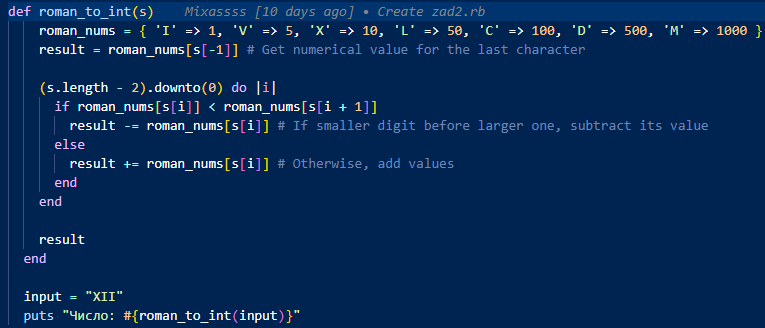 def roman_to_int(s)    Mixassss [10 days ago] • Create zad2.rb
    roman_nums = { 'I' => 1, 'V' => 5, 'X' => 10, 'L' => 50, 'C' => 100, 'D' => 500, 'M' => 1000 }
    result = roman_nums[s[-1]] # Get numerical value for the last character

    (s.length - 2).downto(0) do |i|
      if roman_nums[s[i]] < roman_nums[s[i + 1]]
        result -= roman_nums[s[i]] # If smaller digit before larger one, subtract its value
      else
        result += roman_nums[s[i]] # Otherwise, add values
      end
    end

    result
  end

  input = "XII"
  puts "Число: #{roman_to_int(input)}"